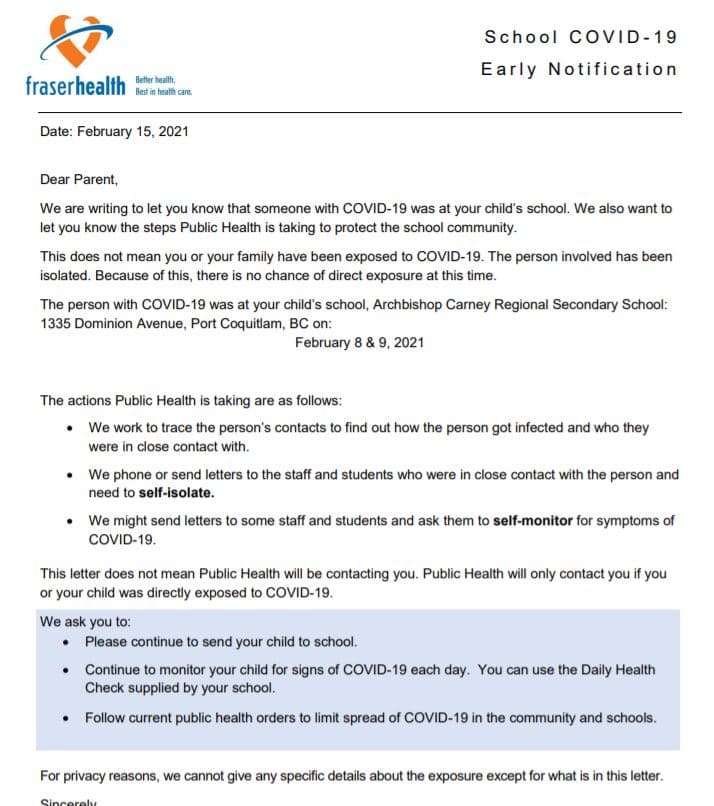 School COVID-19
Early Notification
fraserhealth
Better health.
Best in health care.
Date: February 15, 2021
Dear Parent,
We are writing to let you know that someone with COVID-19 was at your child's school. We also want to
let you know the steps Public Health is taking to protect the school community.
This does not mean you or your family have been exposed to COVID-19. The person involved has been
isolated. Because of this, there is no chance of direct exposure at this time.
The person with COVID-19 was at your child's school, Archbishop Carney Regional Secondary School:
1335 Dominion Avenue, Port Coquitlam, BC on:
February 8 & 9, 2021
The actions Public Health is taking are as follows:
• We work to trace the person's contacts to find out how the person got infected and who they
were in close contact with.
• We phone or send letters to the staff and students who were in close contact with the person and
need to self-isolate.
• We might send letters to some staff and students and ask them to self-monitor for symptoms of
COVID-19.
This letter does not mean Public Health will be contacting you. Public Health will only contact you if you
or your child was directly exposed to COVID-19.
We ask you to:
• Please continue to send your child to school.
• Continue to monitor your child for signs of COVID-19 each day.  You can use the Daily Health
Check supplied by your school.
• Follow current public health orders to limit spread of COVID-19 in the community and schools.
For privacy reasons, we cannot give any specific details about the exposure except for what is in this letter.
Sincerely